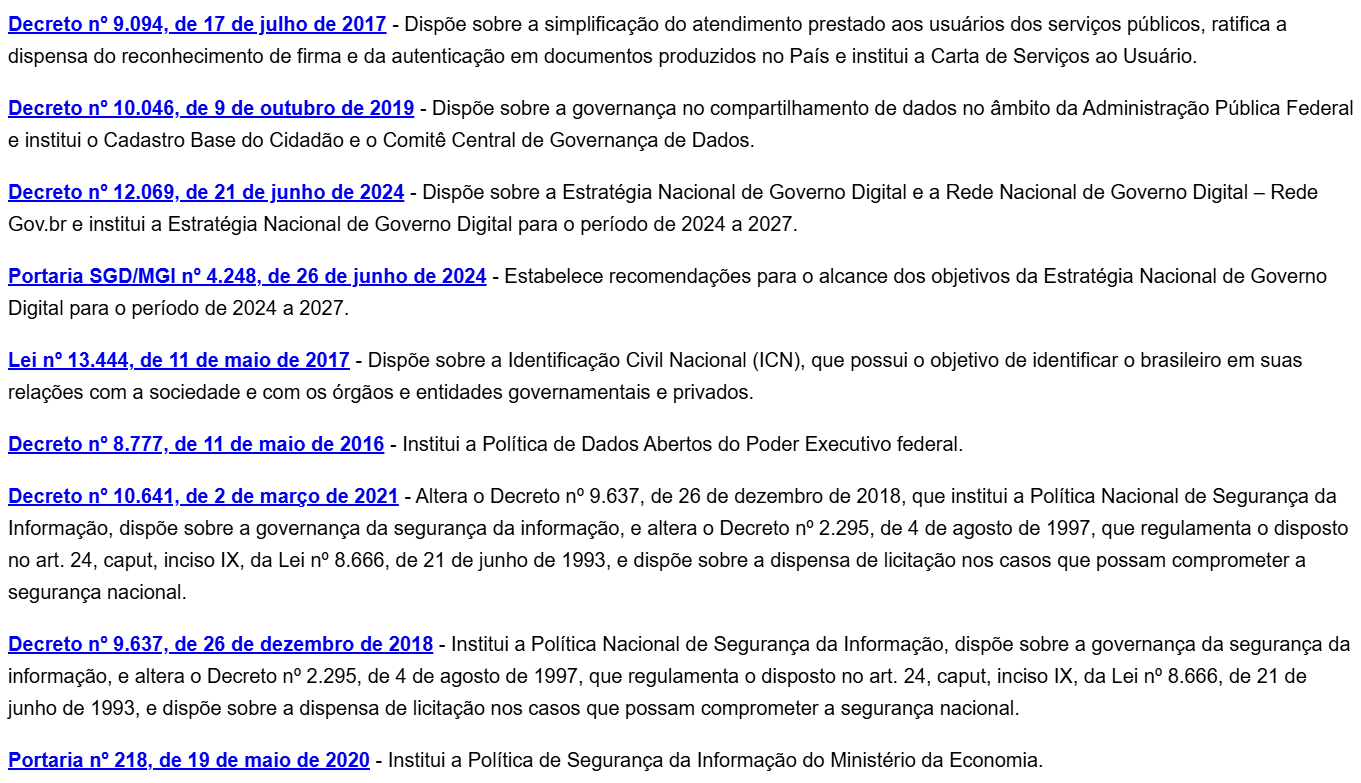 Decreto nº 9.094, de 17 de julho de 2017 - Dispõe sobre a simplificação do atendimento prestado aos usuários dos serviços públicos, ratifica a
dispensa do reconhecimento de firma e da autenticação em documentos produzidos no País e institui a Carta de Serviços ao Usuário.
Decreto nº 10.046, de 9 de outubro de 2019 - Dispõe sobre a governança no compartilhamento de dados no âmbito da Administração Pública Federal
e institui o Cadastro Base do Cidadão e o Comitê Central de Governança de Dados.
Decreto nº 12.069, de 21 de junho de 2024 - Dispõe sobre a Estratégia Nacional de Governo Digital e a Rede Nacional de Governo Digital – Rede
Gov.br e institui a Estratégia Nacional de Governo Digital para o período de 2024 a 2027.
Portaria SGD/MGI nº 4.248, de 26 de junho de 2024 - Estabelece recomendações para o alcance dos objetivos da Estratégia Nacional de Governo
Digital para o período de 2024 a 2027.
Lei nº 13.444, de 11 de maio de 2017 - Dispõe sobre a Identificação Civil Nacional (ICN), que possui o objetivo de identificar o brasileiro em suas
relações com a sociedade e com os órgãos e entidades governamentais e privados.
Decreto nº 8.777, de 11 de maio de 2016 - Institui a Política de Dados Abertos do Poder Executivo federal.
Decreto nº 10.641, de 2 de março de 2021 - Altera o Decreto nº 9.637, de 26 de dezembro de 2018, que institui a Política Nacional de Segurança da
Informação, dispõe sobre a governança da segurança da informação, e altera o Decreto nº 2.295, de 4 de agosto de 1997, que regulamenta o disposto
no art. 24, caput, inciso IX, da Lei nº 8.666, de 21 de junho de 1993, e dispõe sobre a dispensa de licitação nos casos que possam comprometer a
segurança nacional.
Decreto nº 9.637, de 26 de dezembro de 2018 - Institui a Política Nacional de Segurança da Informação, dispõe sobre a governança da segurança da
informação, e altera o Decreto nº 2.295, de 4 de agosto de 1997, que regulamenta o disposto no art. 24, caput, inciso IX, da Lei nº 8.666, de 21 de
junho de 1993, e dispõe sobre a dispensa de licitação nos casos que possam comprometer a segurança nacional.
Portaria nº 218, de 19 de maio de 2020 - Institui a Política de Segurança da Informação do Ministério da Economia.